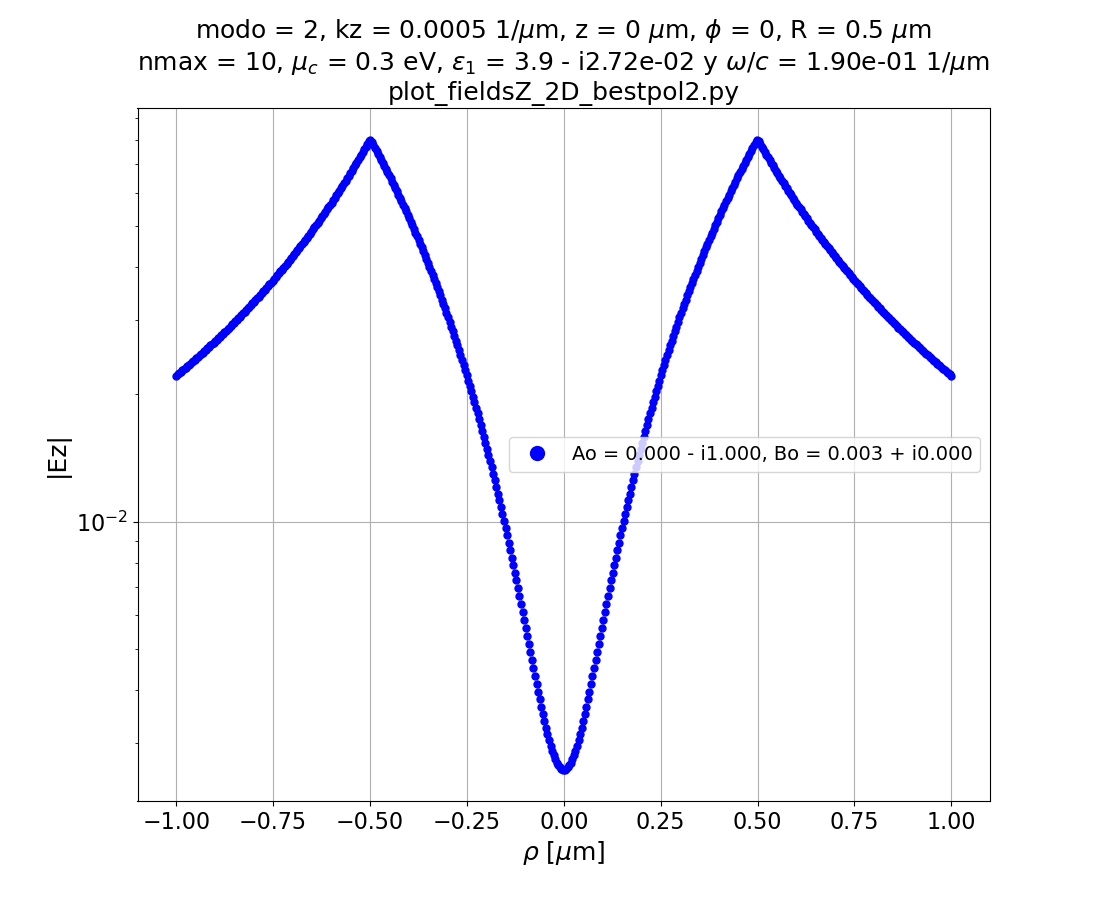 modo = 2, kz = 0.0005 1/μm, z = 0 μm, ϕ = 0, R = 0.5 μm
nmax = 10, μc = 0.3 eV, ε1 = 3.9 - i2.72e-02 y ω/c = 1.90e-01 1/μm
plot_fieldsZ_2D_bestpol2.py
|Ez|
10−2
Ao = 0.000 - i1.000, Bo = 0.003 + i0.000
−1.00 −0.75 −0.50 −0.25 0.00 0.25 0.50 0.75 1.00
ρ [μm]